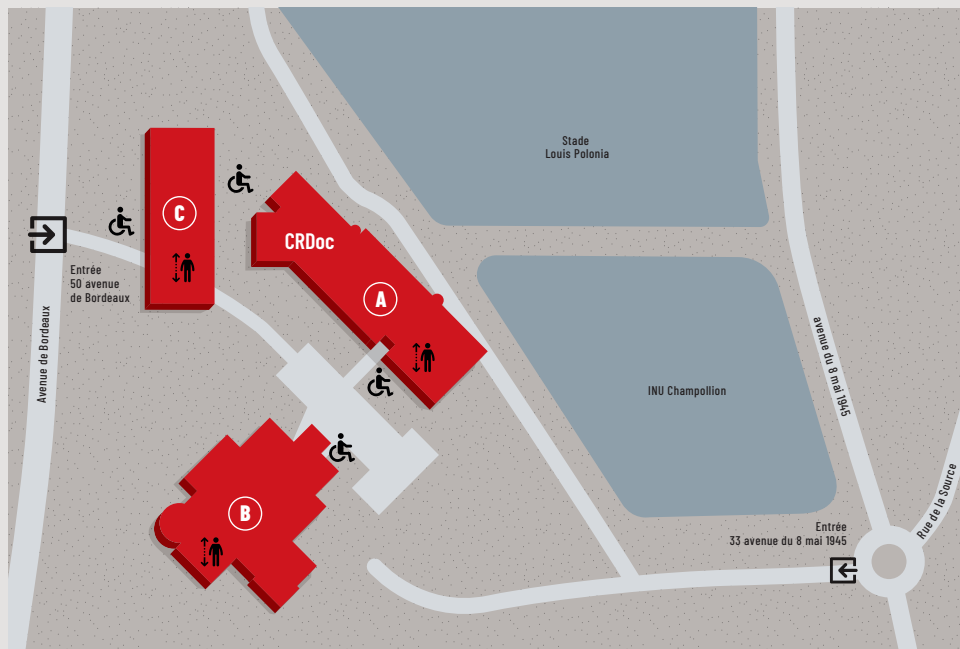 Stade
Louis Polonia
C
CRDoc
A
Entrée
50 avenue
de Bordeaux
Avenue de Bordeaux
avenue du 8 mai 1945
INU Champollion
B
Rue de la Source
Entrée
33 avenue du 8 mai 1945